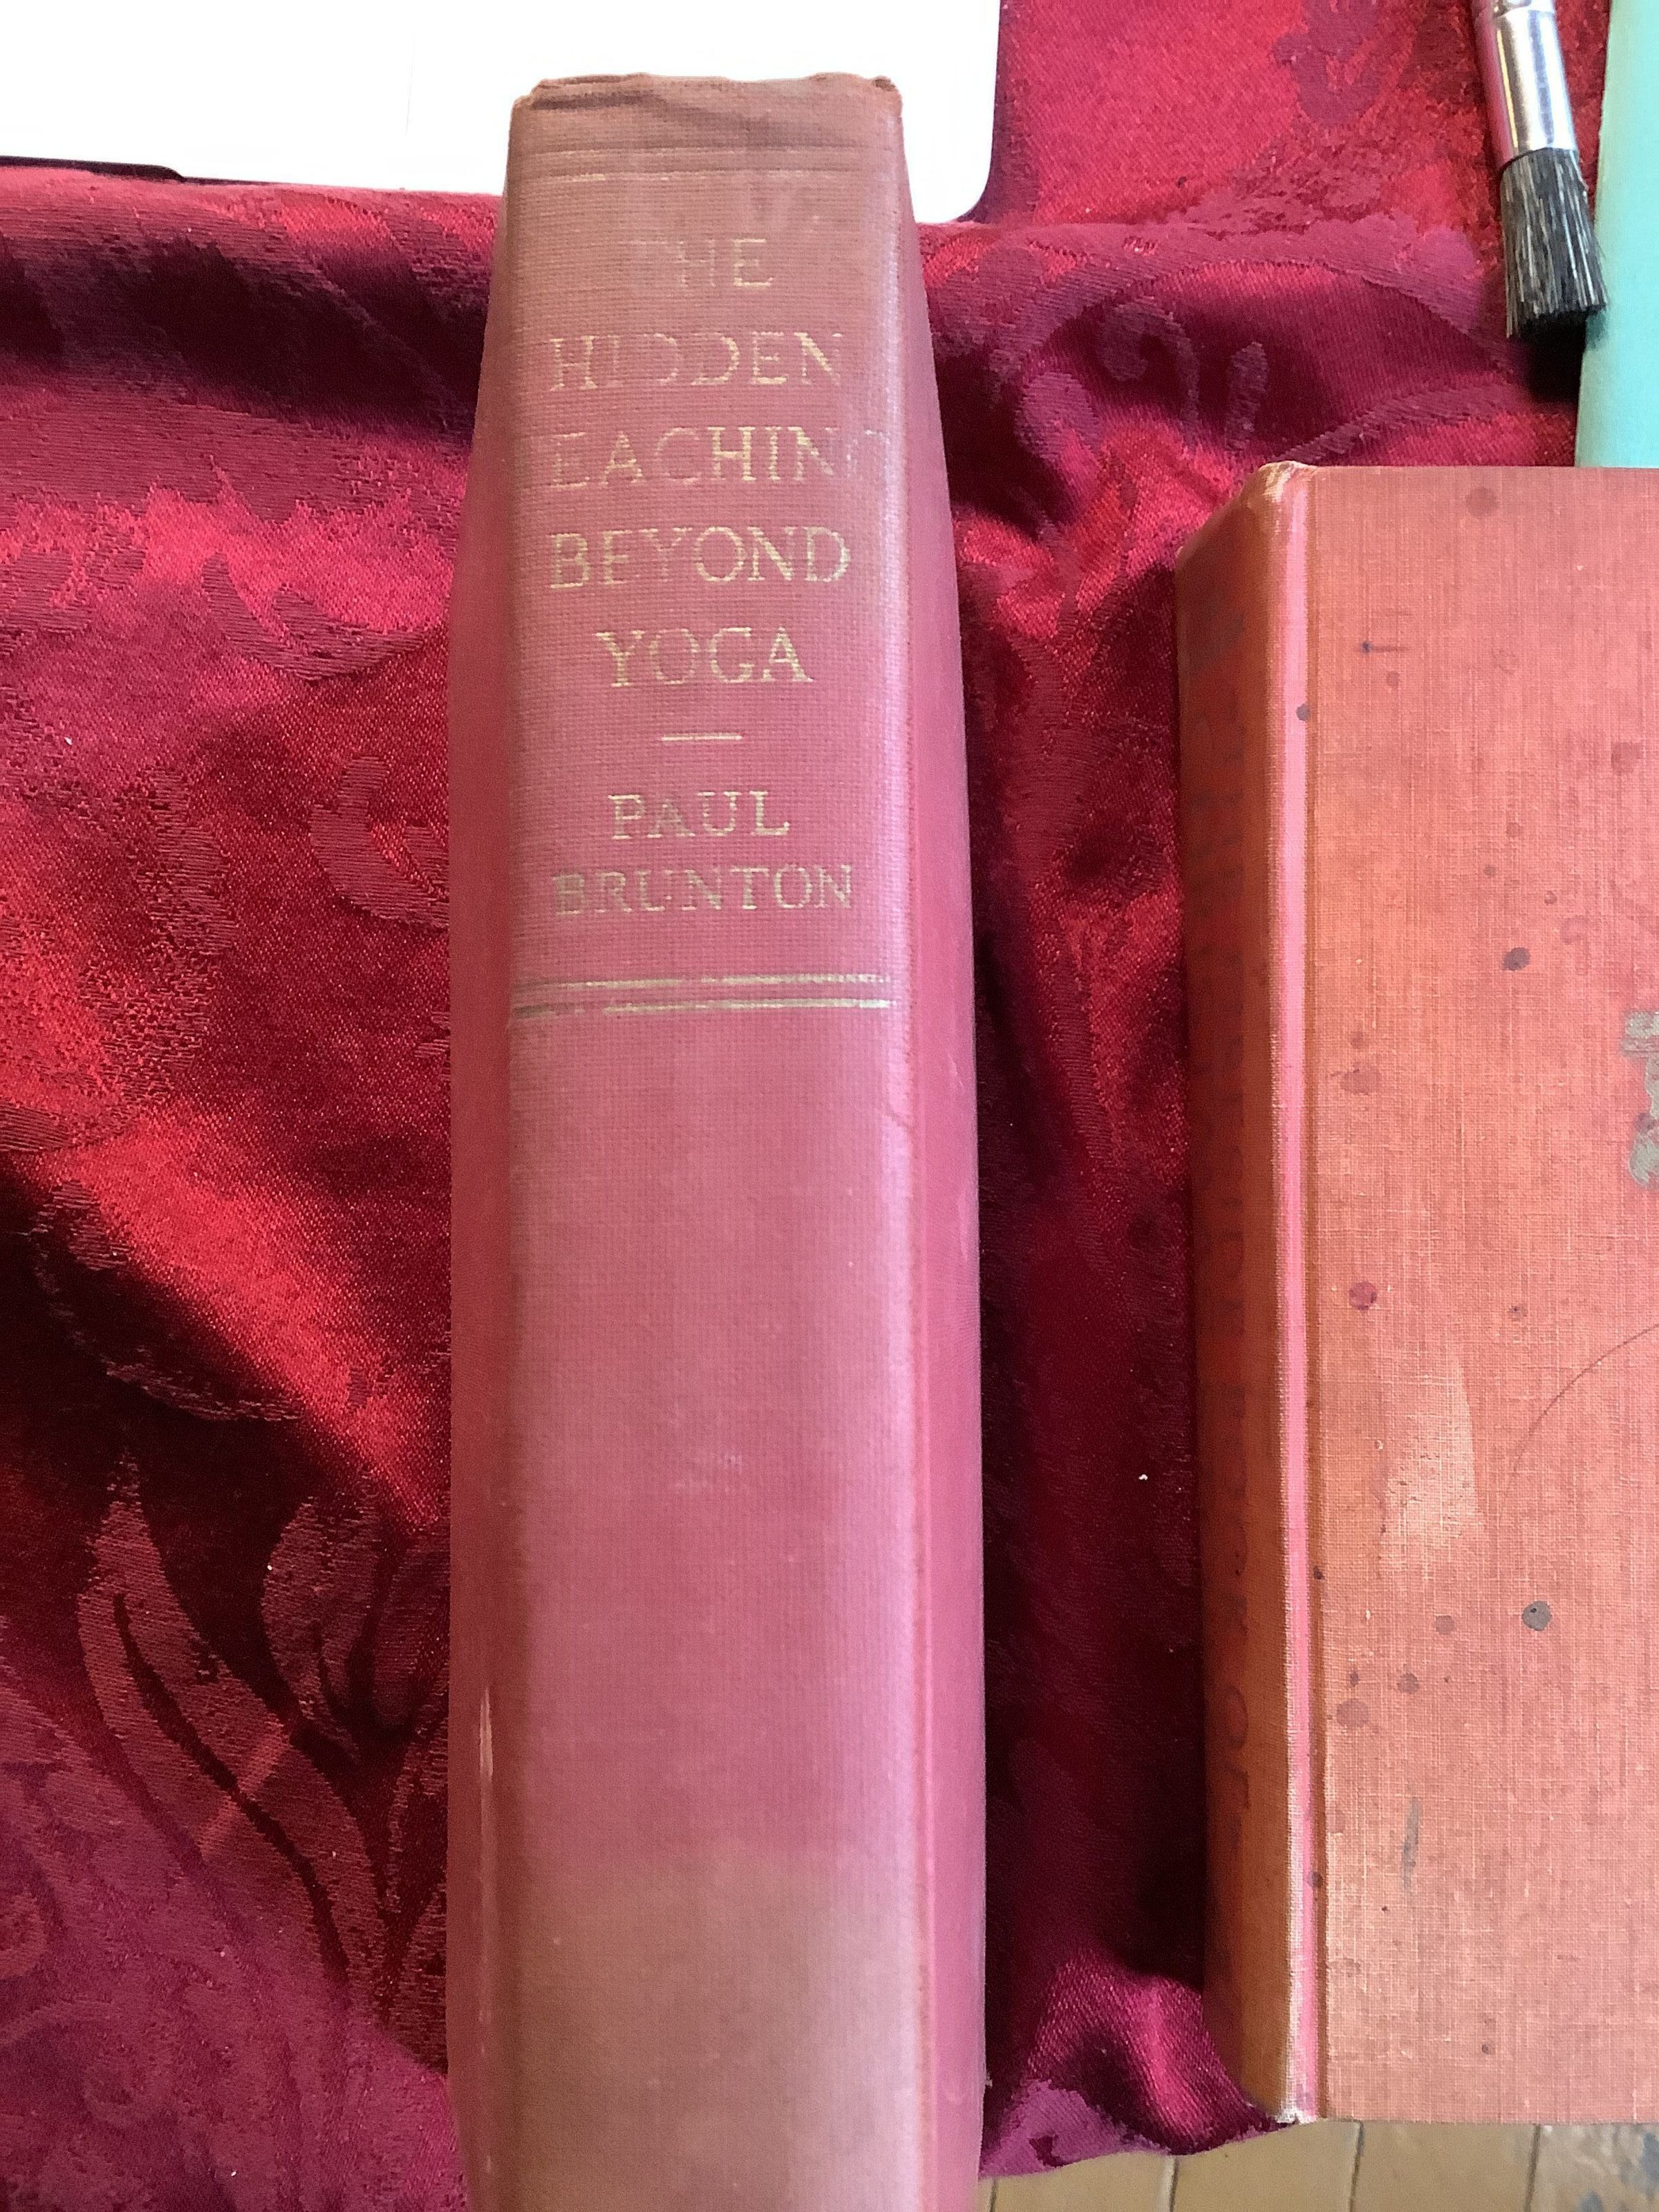 THE
HIDDEN
TEACHING
BEYOND
YOGA
PAUL
BRUNTON